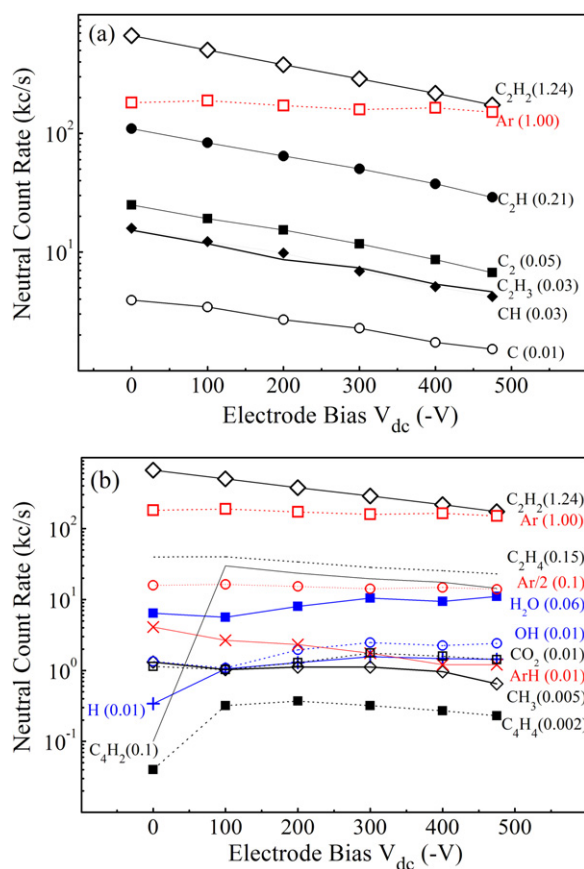 (a)
Neutral Count Rate (kc/s)
10²
10¹
C₂H₂(1.24)
Ar (1.00)
C₂H (0.21)
C₂ (0.05)
C₂H₃ (0.03)
CH (0.03)
C (0.01)
0 100 200 300 400 500
Electrode Bias V_dc (-V)
(b)
Neutral Count Rate (kc/s)
10²
10¹
10⁰
10⁻¹
C₂H₂(1.24)
Ar (1.00)
C₂H₄(0.15)
Ar/2 (0.1)
H₂O (0.06)
OH (0.01)
CO₂ (0.01)
ArH (0.01)
CH₃(0.005)
C₄H₄(0.002)
H (0.01)
C₄H₂(0.1)
0 100 200 300 400 500
Electrode Bias V_dc (-V)